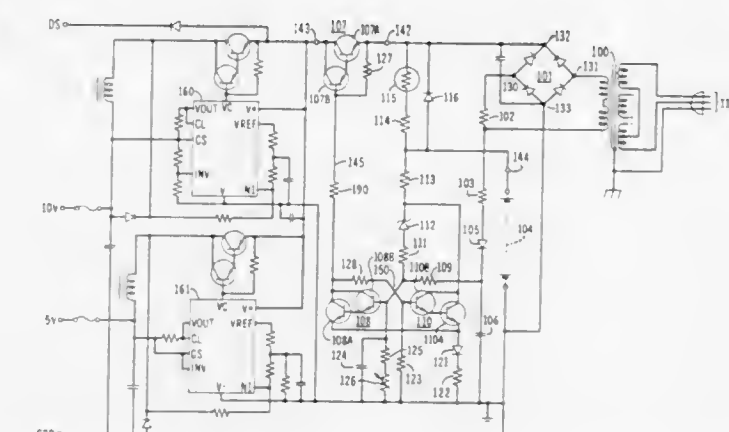 DS
143
107
107A
142
132
100
127
131
101
130
133
107B
115
116
160
VOUT
VC
V+
CL
VREF
102
CS
114
144
145
INV
103
190
113
V-
NI
105
104
112
10V
111
128
108B
150
110B
109
161
VC
V+
108
110
106
5V
VOUT
VREF
108A
110A
CL
124
125
121
CS
INV
126
123
122
V-
NI